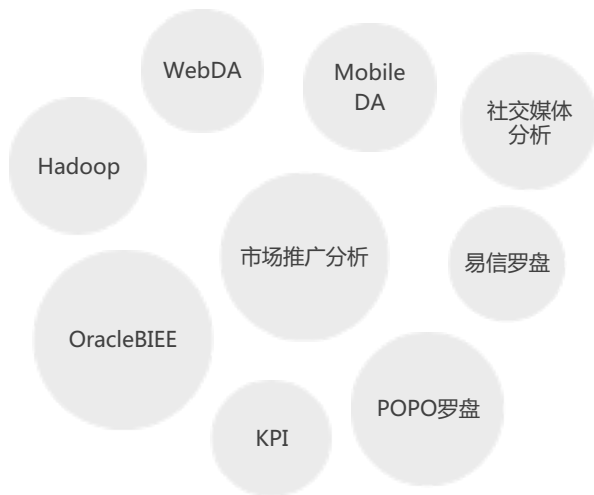 WebDA
Mobile
DA
社交媒体
分析
Hadoop
市场推广分析
易信罗盘
OracleBIEE
POPO罗盘
KPI